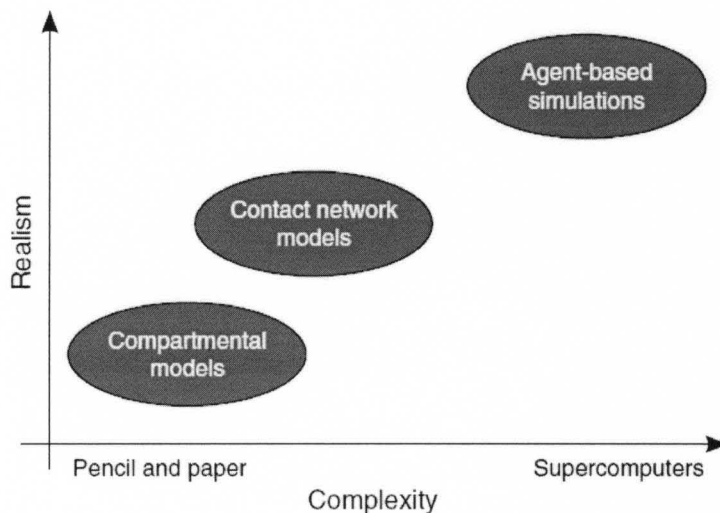 Agent-based
simulations
Contact network
models
Compartmental
models
Realism
Pencil and paper
Supercomputers
Complexity